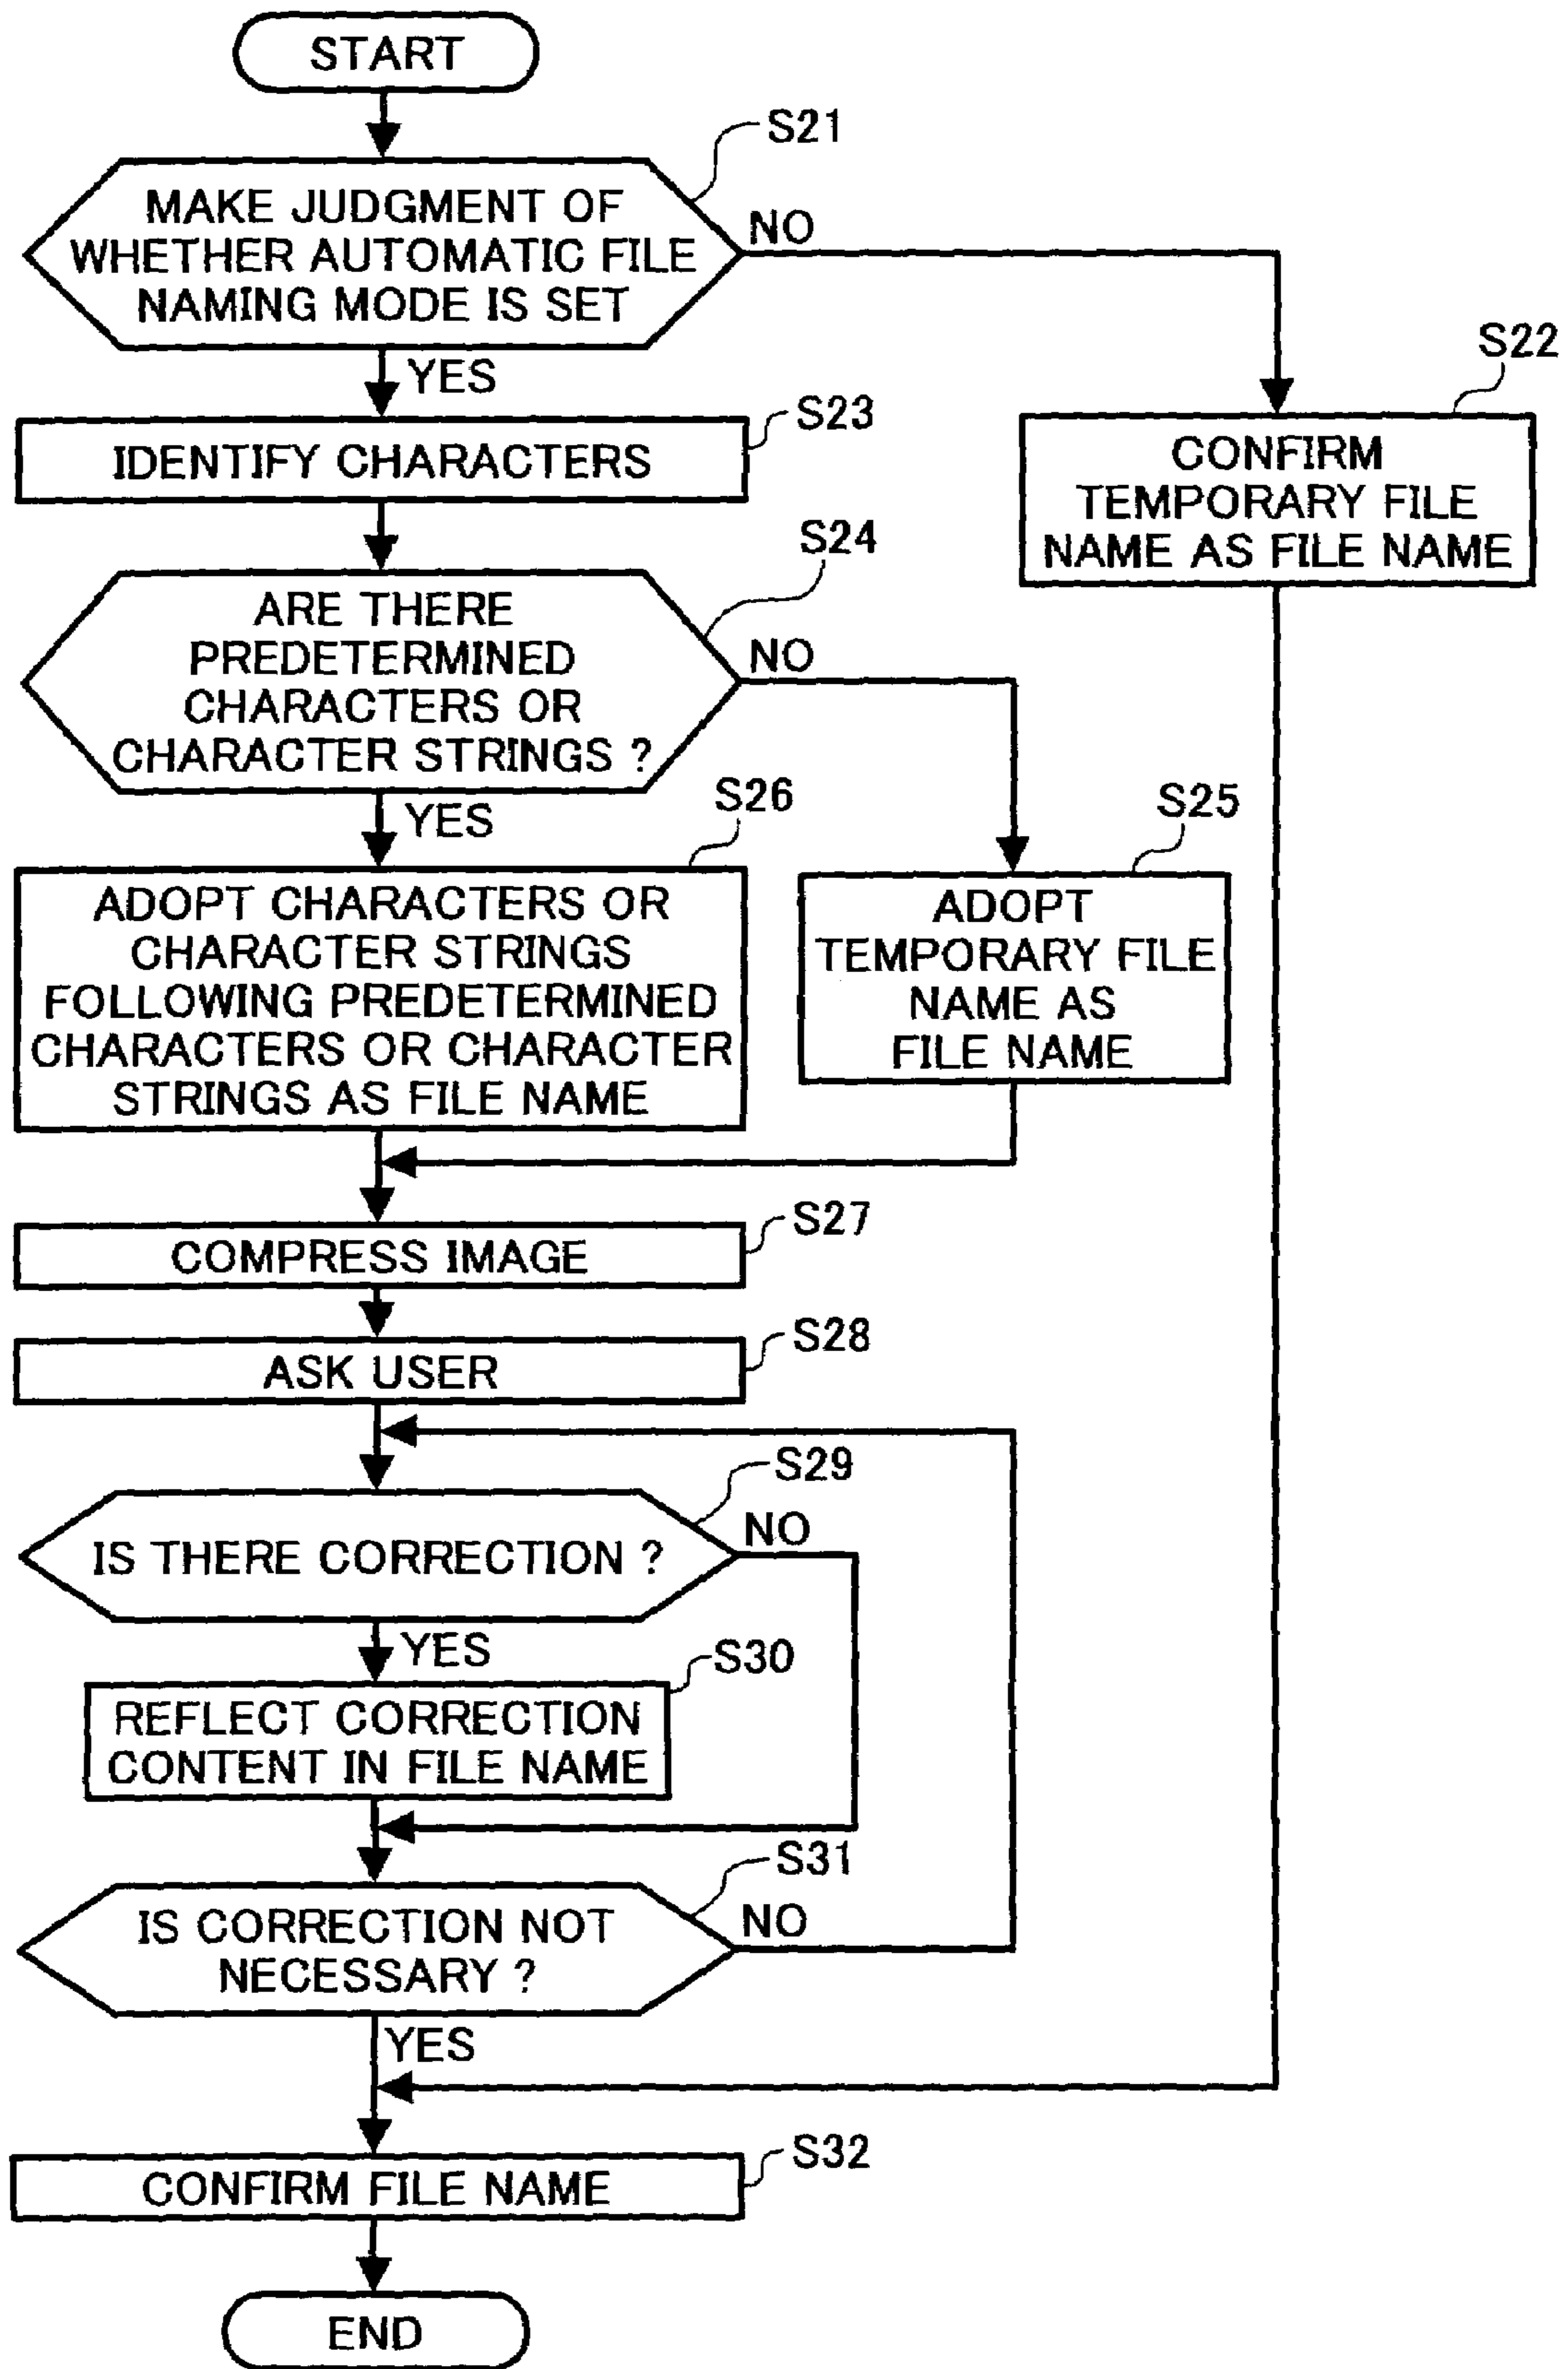 START
S21
MAKE JUDGMENT OF
WHETHER AUTOMATIC FILE
NAMING MODE IS SET
NO
YES
S22
CONFIRM
TEMPORARY FILE
NAME AS FILE NAME
S23
IDENTIFY CHARACTERS
S24
ARE THERE
PREDETERMINED
CHARACTERS OR
CHARACTER STRINGS ?
NO
YES
S25
ADOPT
TEMPORARY FILE
NAME AS
FILE NAME
S26
ADOPT CHARACTERS OR
CHARACTER STRINGS
FOLLOWING PREDETERMINED
CHARACTERS OR CHARACTER
STRINGS AS FILE NAME
S27
COMPRESS IMAGE
S28
ASK USER
S29
IS THERE CORRECTION ?
NO
YES
S30
REFLECT CORRECTION
CONTENT IN FILE NAME
S31
IS CORRECTION NOT
NECESSARY ?
NO
YES
S32
CONFIRM FILE NAME
END